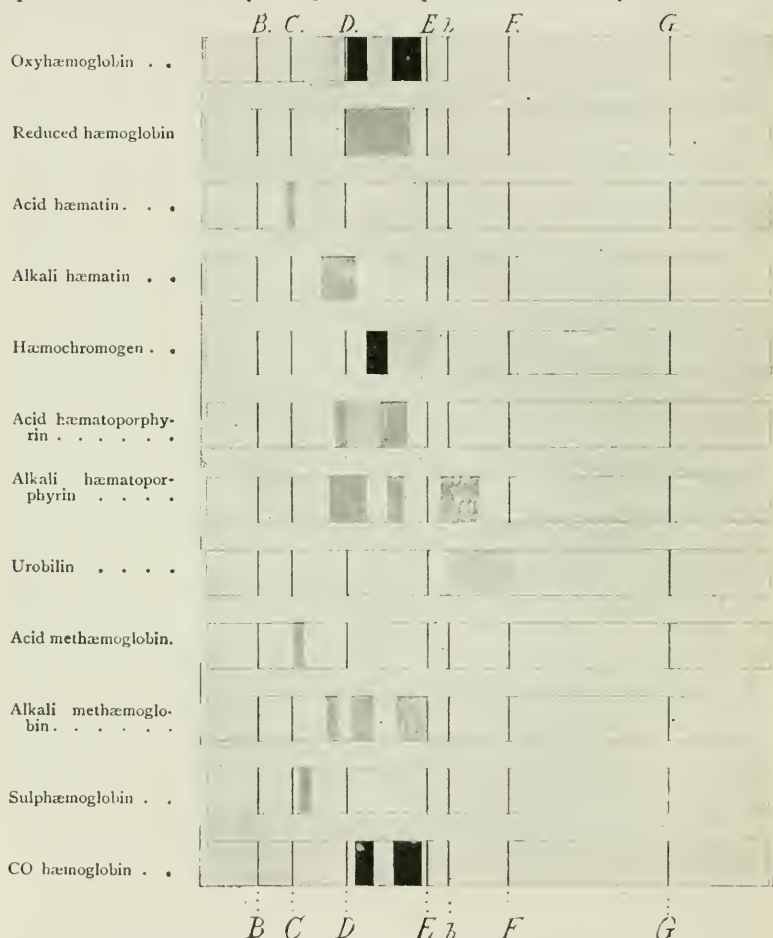 B. C. D. E b F. G
Oxyhæmoglobin . .
Reduced hæmoglobin
Acid hæmatin . . .
Alkali hæmatin . .
Hæmochromogen . .
Acid hæmatoporphy-
rin . . . . . .
Alkali hæmatopor-
phyrin . . . .
Urobilin . . . .
Acid methæmoglobin.
Alkali methæmoglo-
bin . . . . . .
Sulphæmoglobin . .
CO hæmoglobin . .
B C D E b F G